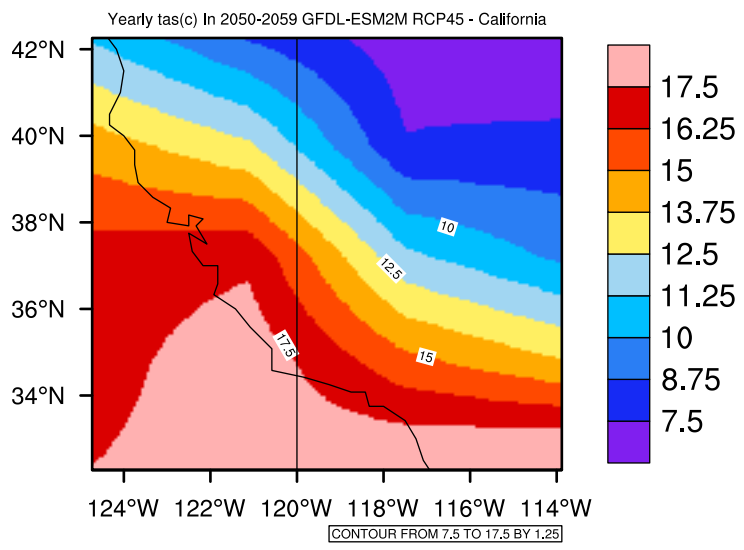 Yearly tas(c) In 2050-2059 GFDL-ESM2M RCP45 - California
42°N
40°N
38°N
36°N
34°N
10
12.5
17.5
15
124°W 122°W 120°W 118°W 116°W 114°W
17.5
16.25
15
13.75
12.5
11.25
10
8.75
7.5
CONTOUR FROM 7.5 TO 17.5 BY 1.25